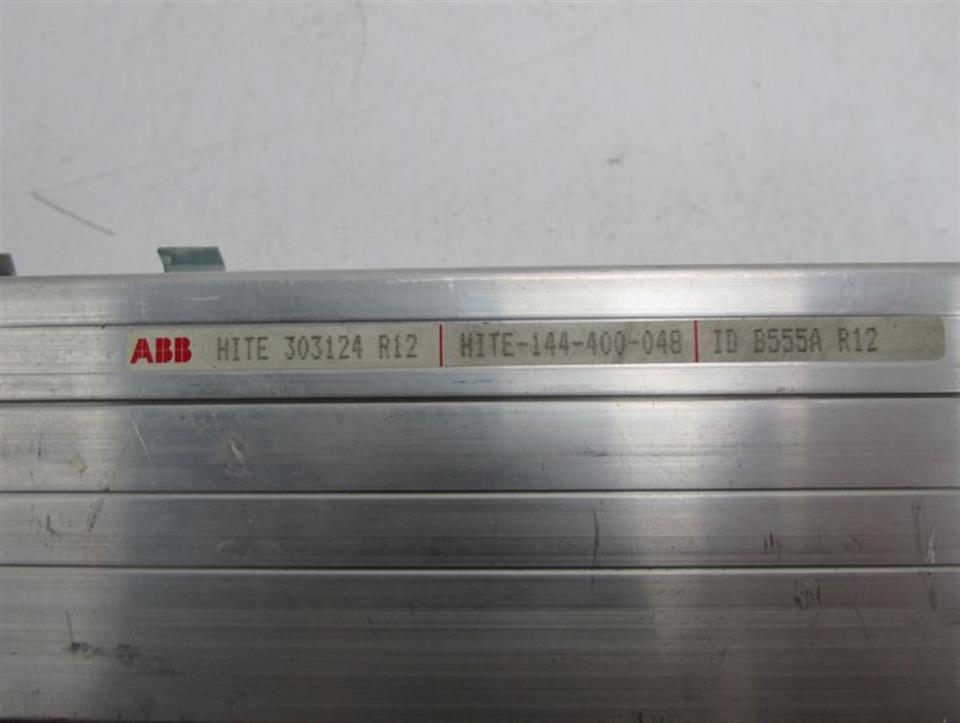 ABB HITE 303124 R12 HITE-144-400-048 ID B555A R12